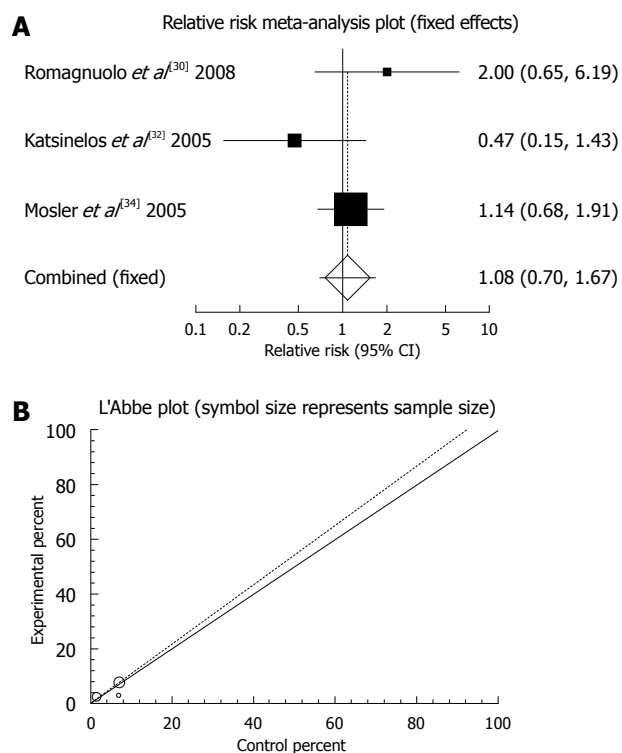 A Relative risk meta-analysis plot (fixed effects)
Romagnuolo et al[30] 2008 2.00 (0.65, 6.19)
Katsinelos et al[32] 2005 0.47 (0.15, 1.43)
Mosler et al[34] 2005 1.14 (0.68, 1.91)
Combined (fixed) 1.08 (0.70, 1.67)
0.1 0.2 0.5 1 2 5 10
Relative risk (95% CI)
B L'Abbe plot (symbol size represents sample size)
Experimental percent
100
80
60
40
20
0
0 20 40 60 80 100
Control percent